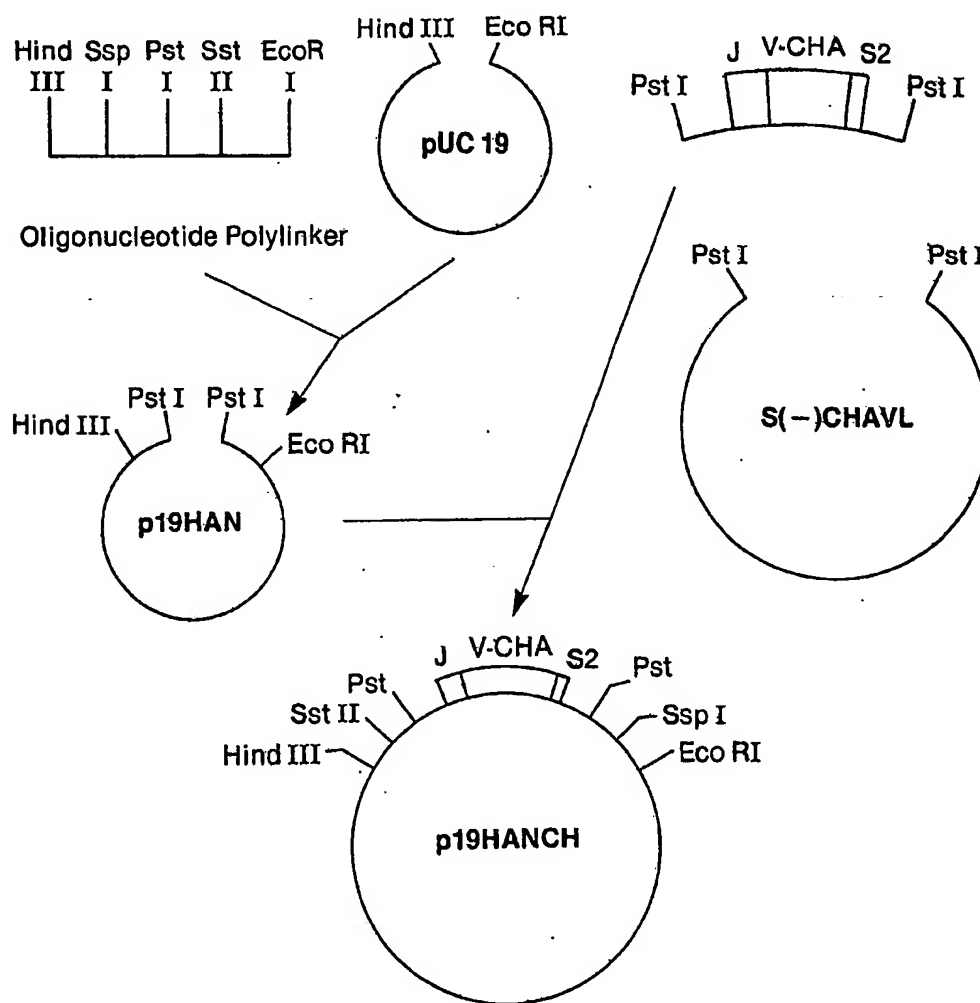 Hind III
Ssp I
Pst I
Sst II
EcoR I
Oligonucleotide Polylinker
Hind III
Eco RI
pUC 19
J
V-CHA
S2
Pst I
Pst I
Pst I
Pst I
S(-)CHAVL
Pst I
Pst I
Hind III
Eco RI
p19HAN
J
V-CHA
S2
Pst
Pst
Sst II
Ssp I
Hind III
Eco RI
p19HANCH